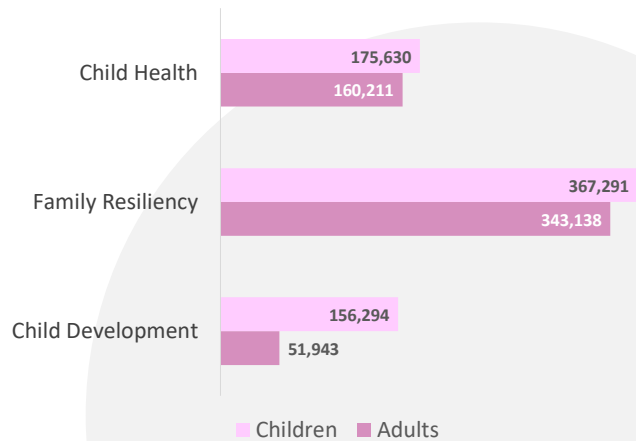 Child Health
175,630
160,211
Family Resiliency
367,291
343,138
Child Development
156,294
51,943
Children Adults